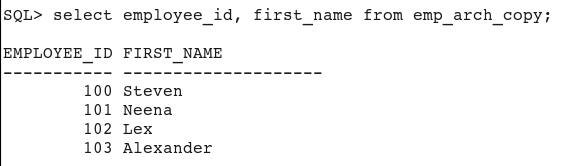 SQL> select employee_id, first_name from emp_arch_copy;
EMPLOYEE_ID FIRST_NAME
----------- --------------------
        100 Steven
        101 Neena
        102 Lex
        103 Alexander